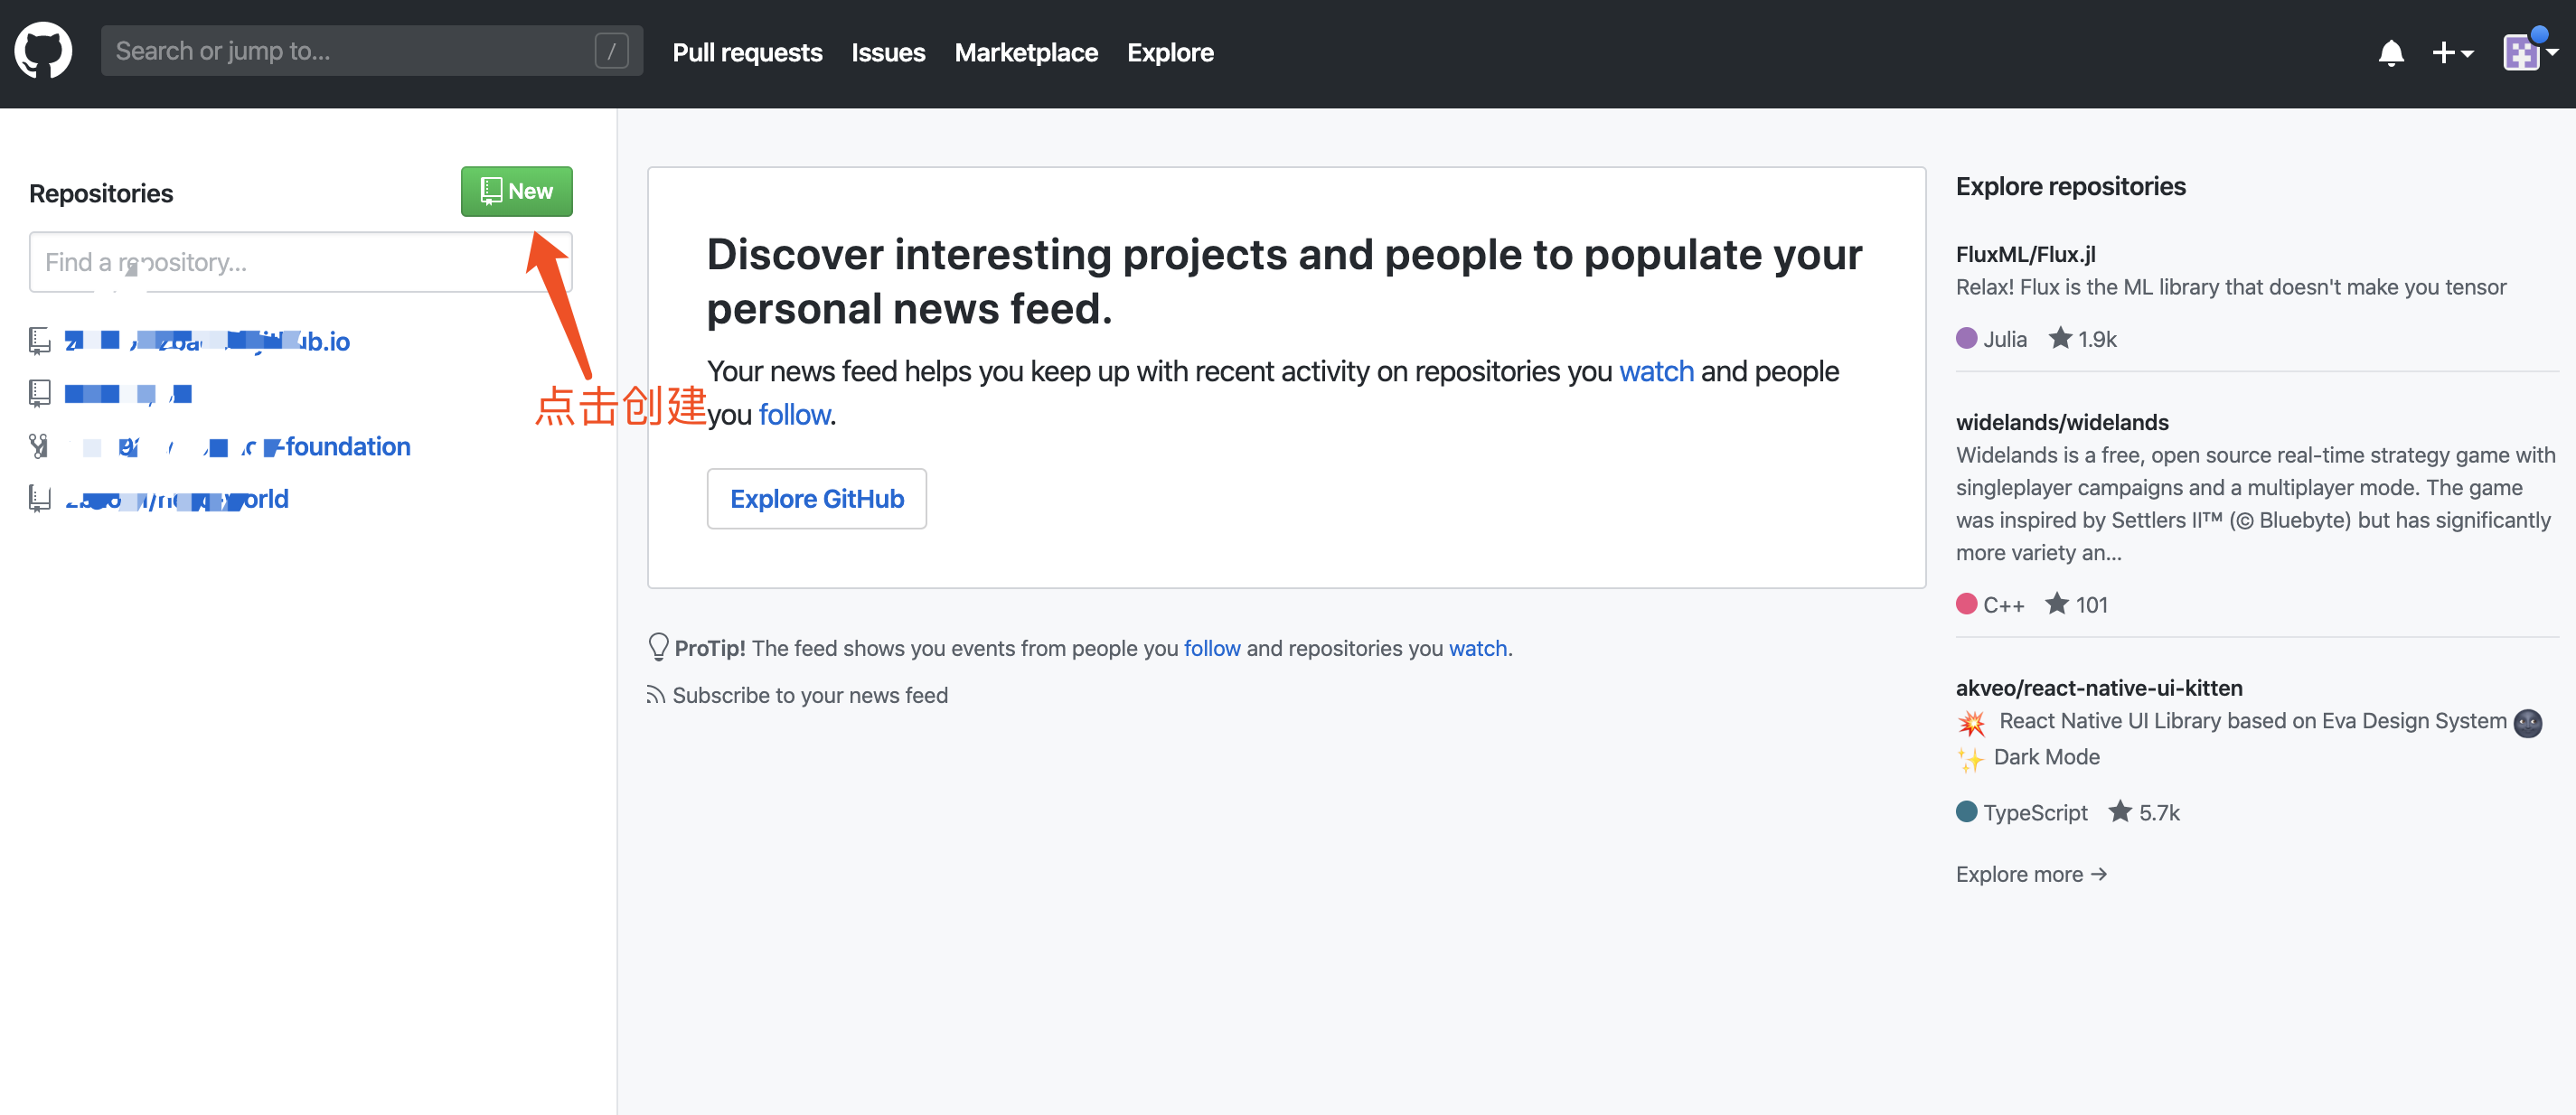 Search or jump to...
/
Pull requests
Issues
Marketplace
Explore
Repositories
New
Find a repository...
ub.io
-foundation
点击创建
Discover interesting projects and people to populate your
personal news feed.
Your news feed helps you keep up with recent activity on repositories you watch and people
you follow.
Explore GitHub
ProTip! The feed shows you events from people you follow and repositories you watch.
Subscribe to your news feed
Explore repositories
FluxML/Flux.jl
Relax! Flux is the ML library that doesn't make you tensor
Julia 1.9k
widelands/widelands
Widelands is a free, open source real-time strategy game with
singleplayer campaigns and a multiplayer mode. The game
was inspired by Settlers II™ (© Bluebyte) but has significantly
more variety an...
C++ 101
akveo/react-native-ui-kitten
💥 React Native UI Library based on Eva Design System 🌚
✨ Dark Mode
TypeScript 5.7k
Explore more →